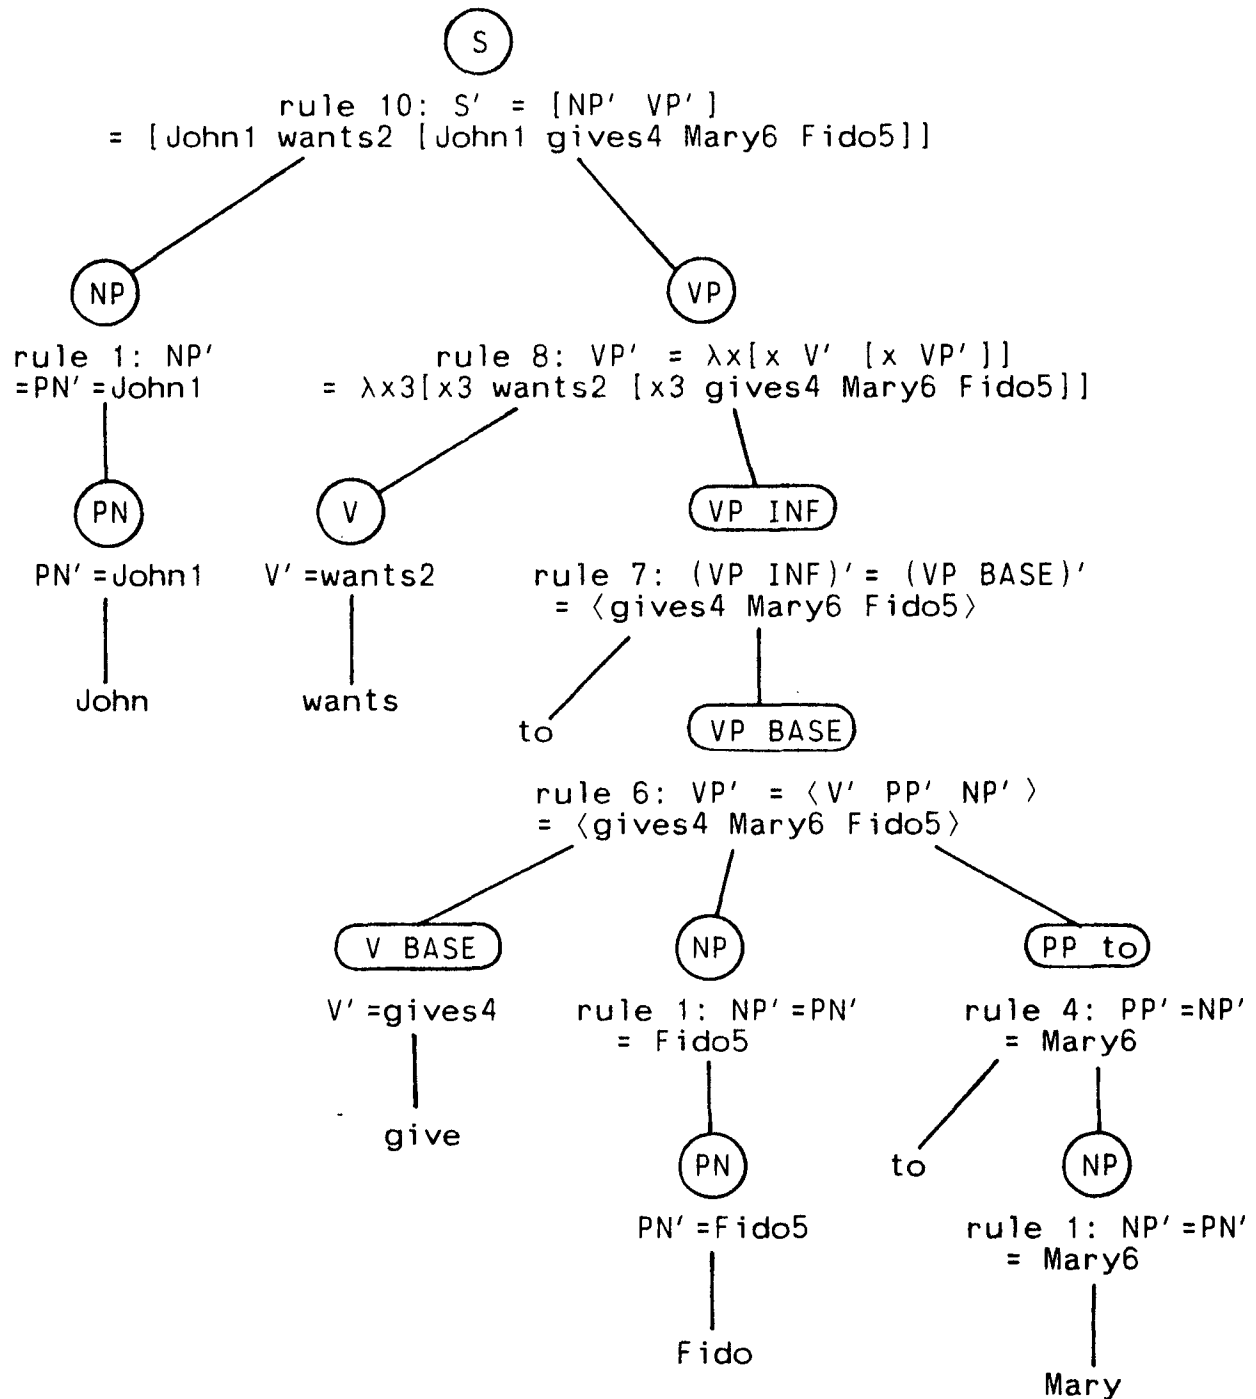 S
rule 10: S' = [NP' VP']
= [John1 wants2 [John1 gives4 Mary6 Fido5]]
NP
VP
rule 1: NP'
=PN'=John1
rule 8: VP' = λx[x V' [x VP']]
= λx3[x3 wants2 [x3 gives4 Mary6 Fido5]]
PN
V
VP INF
PN'=John1
V'=wants2
rule 7: (VP INF)'= (VP BASE)'
= ⟨gives4 Mary6 Fido5⟩
John
wants
to
VP BASE
rule 6: VP' = ⟨V' PP' NP'⟩
= ⟨gives4 Mary6 Fido5⟩
V BASE
NP
PP to
V'=gives4
rule 1: NP'=PN'
= Fido5
rule 4: PP'=NP'
= Mary6
give
PN
to
NP
PN'=Fido5
rule 1: NP'=PN'
= Mary6
Fido
Mary